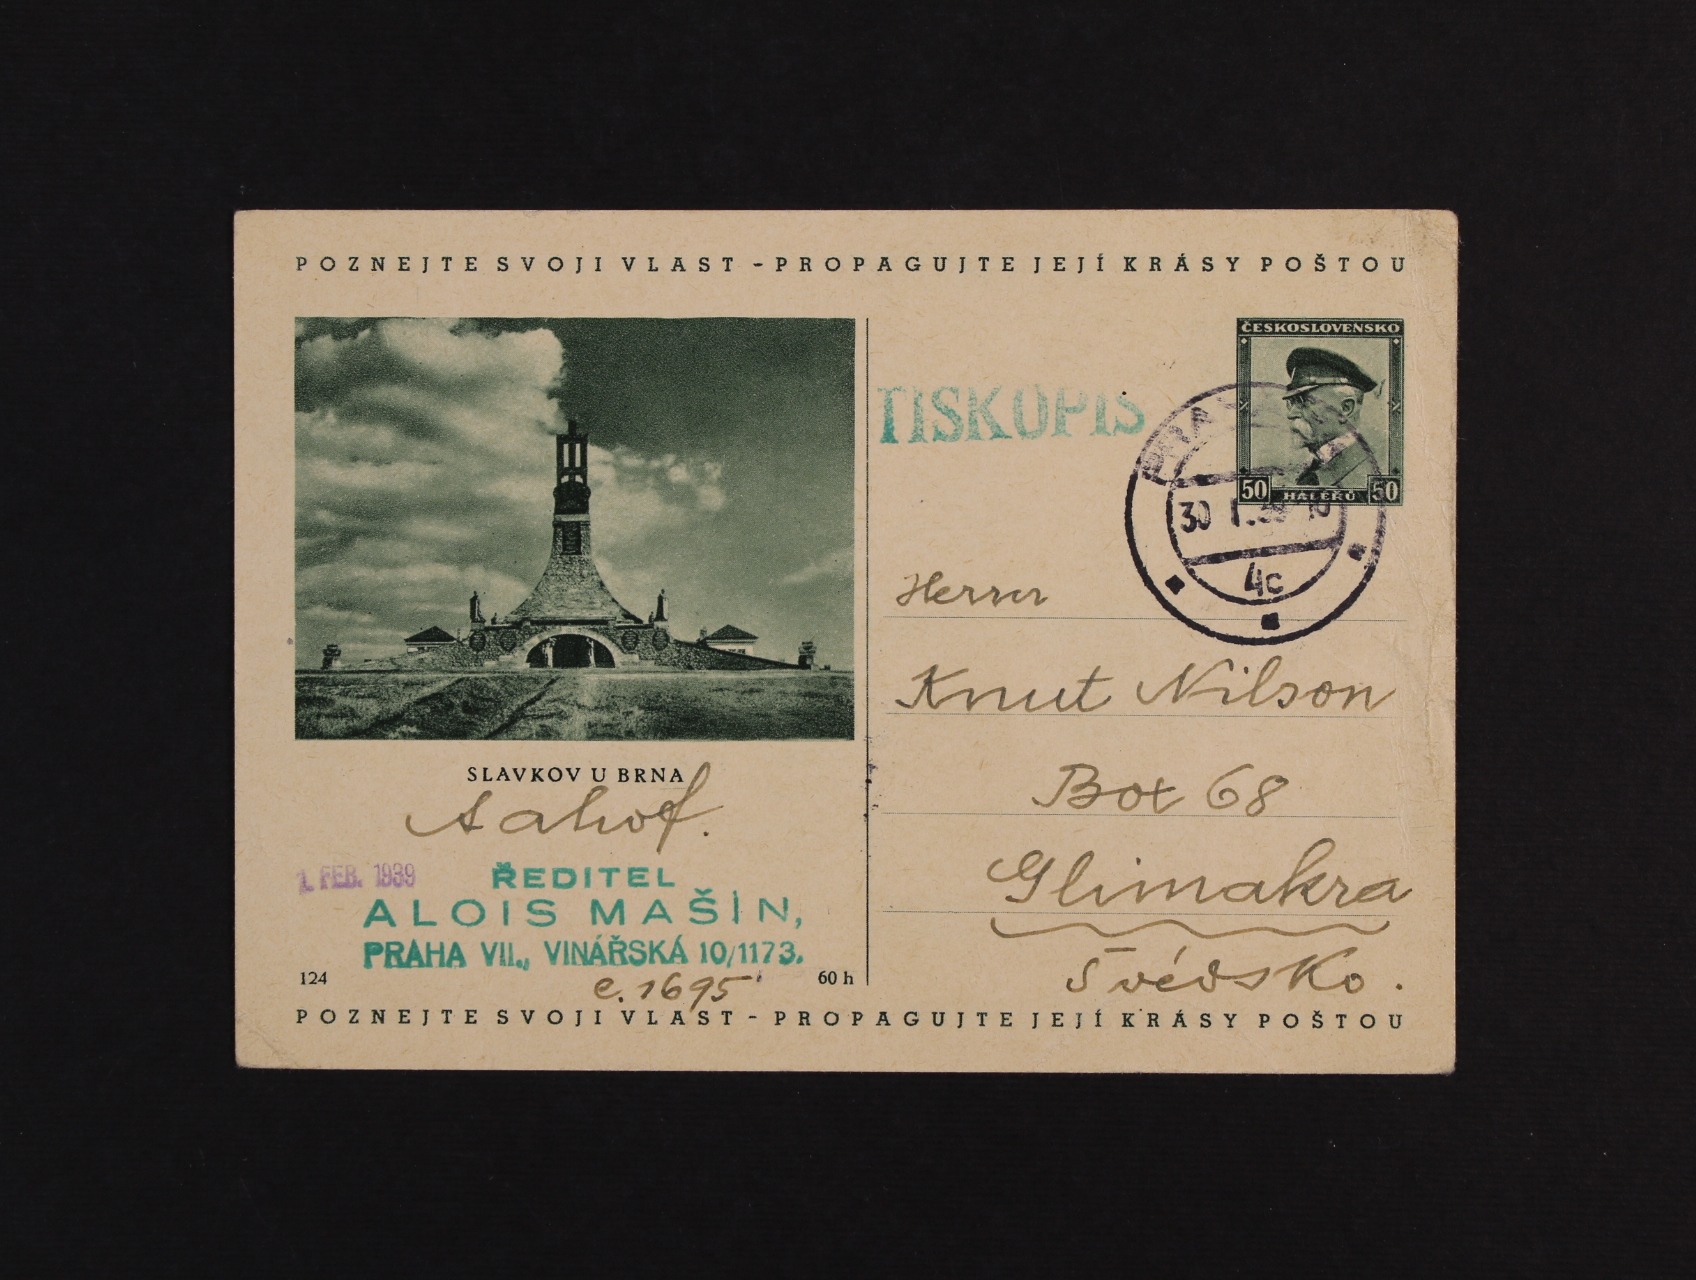 POZNEJTE SVOJI VLAST - PROPAGUJTE JEJÍ KRÁSY POŠTOU
ČESKOSLOVENSKO
50 HALÉŘŮ 50
TISKOPIS
30 I.39 10
4c
Herrn
Knut Nilson
Box 68
Glimakra
Švédsko.
SLAVKOV U BRNA
1. FEB. 1939
ŘEDITEL
ALOIS MAŠÍN,
PRAHA VII., VINÁŘSKÁ 10/1173.
č. 1695
124
60 h
POZNEJTE SVOJI VLAST - PROPAGUJTE JEJÍ KRÁSY POŠTOU